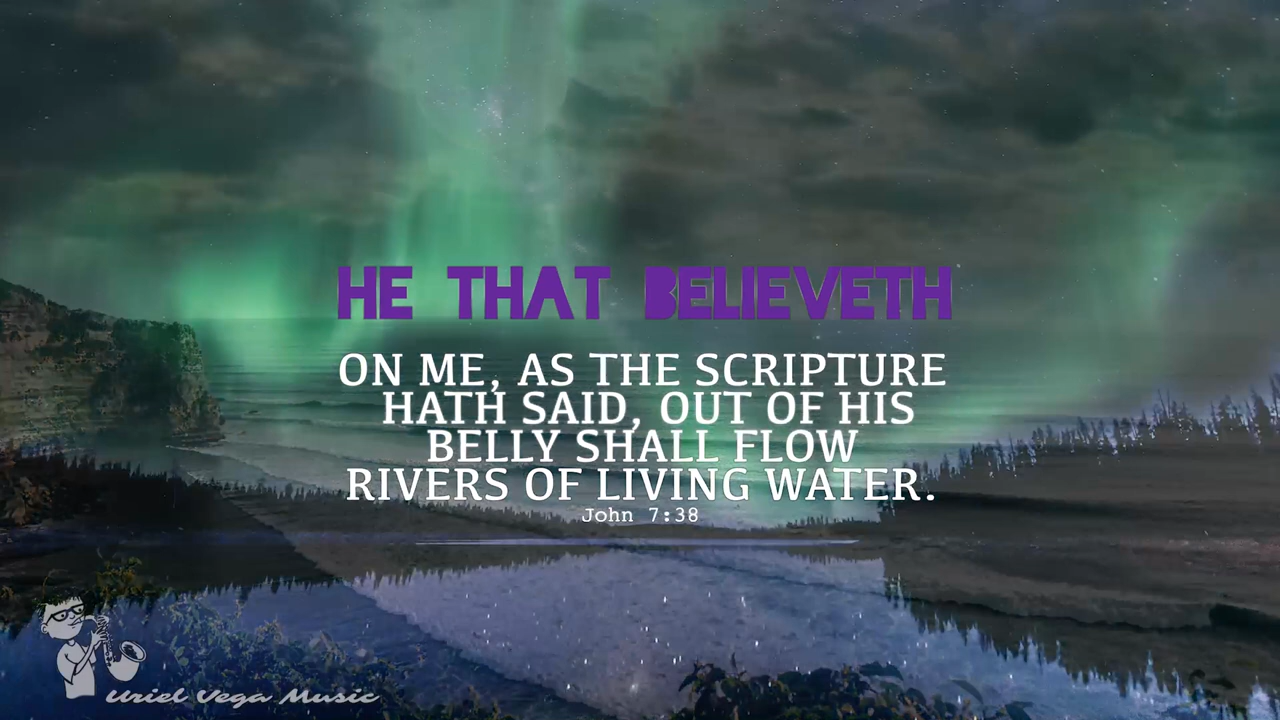 HE THAT BELIEVETH
ON ME, AS THE SCRIPTURE
HATH SAID, OUT OF HIS
BELLY SHALL FLOW
RIVERS OF LIVING WATER.
John 7:38
Uriel Vega Music